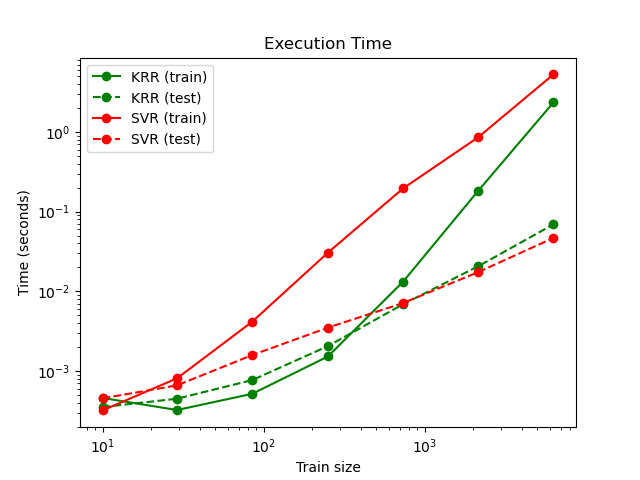 Execution Time
KRR (train)
KRR (test)
SVR (train)
SVR (test)
10⁰
10⁻¹
10⁻²
10⁻³
Time (seconds)
10¹
10²
10³
Train size